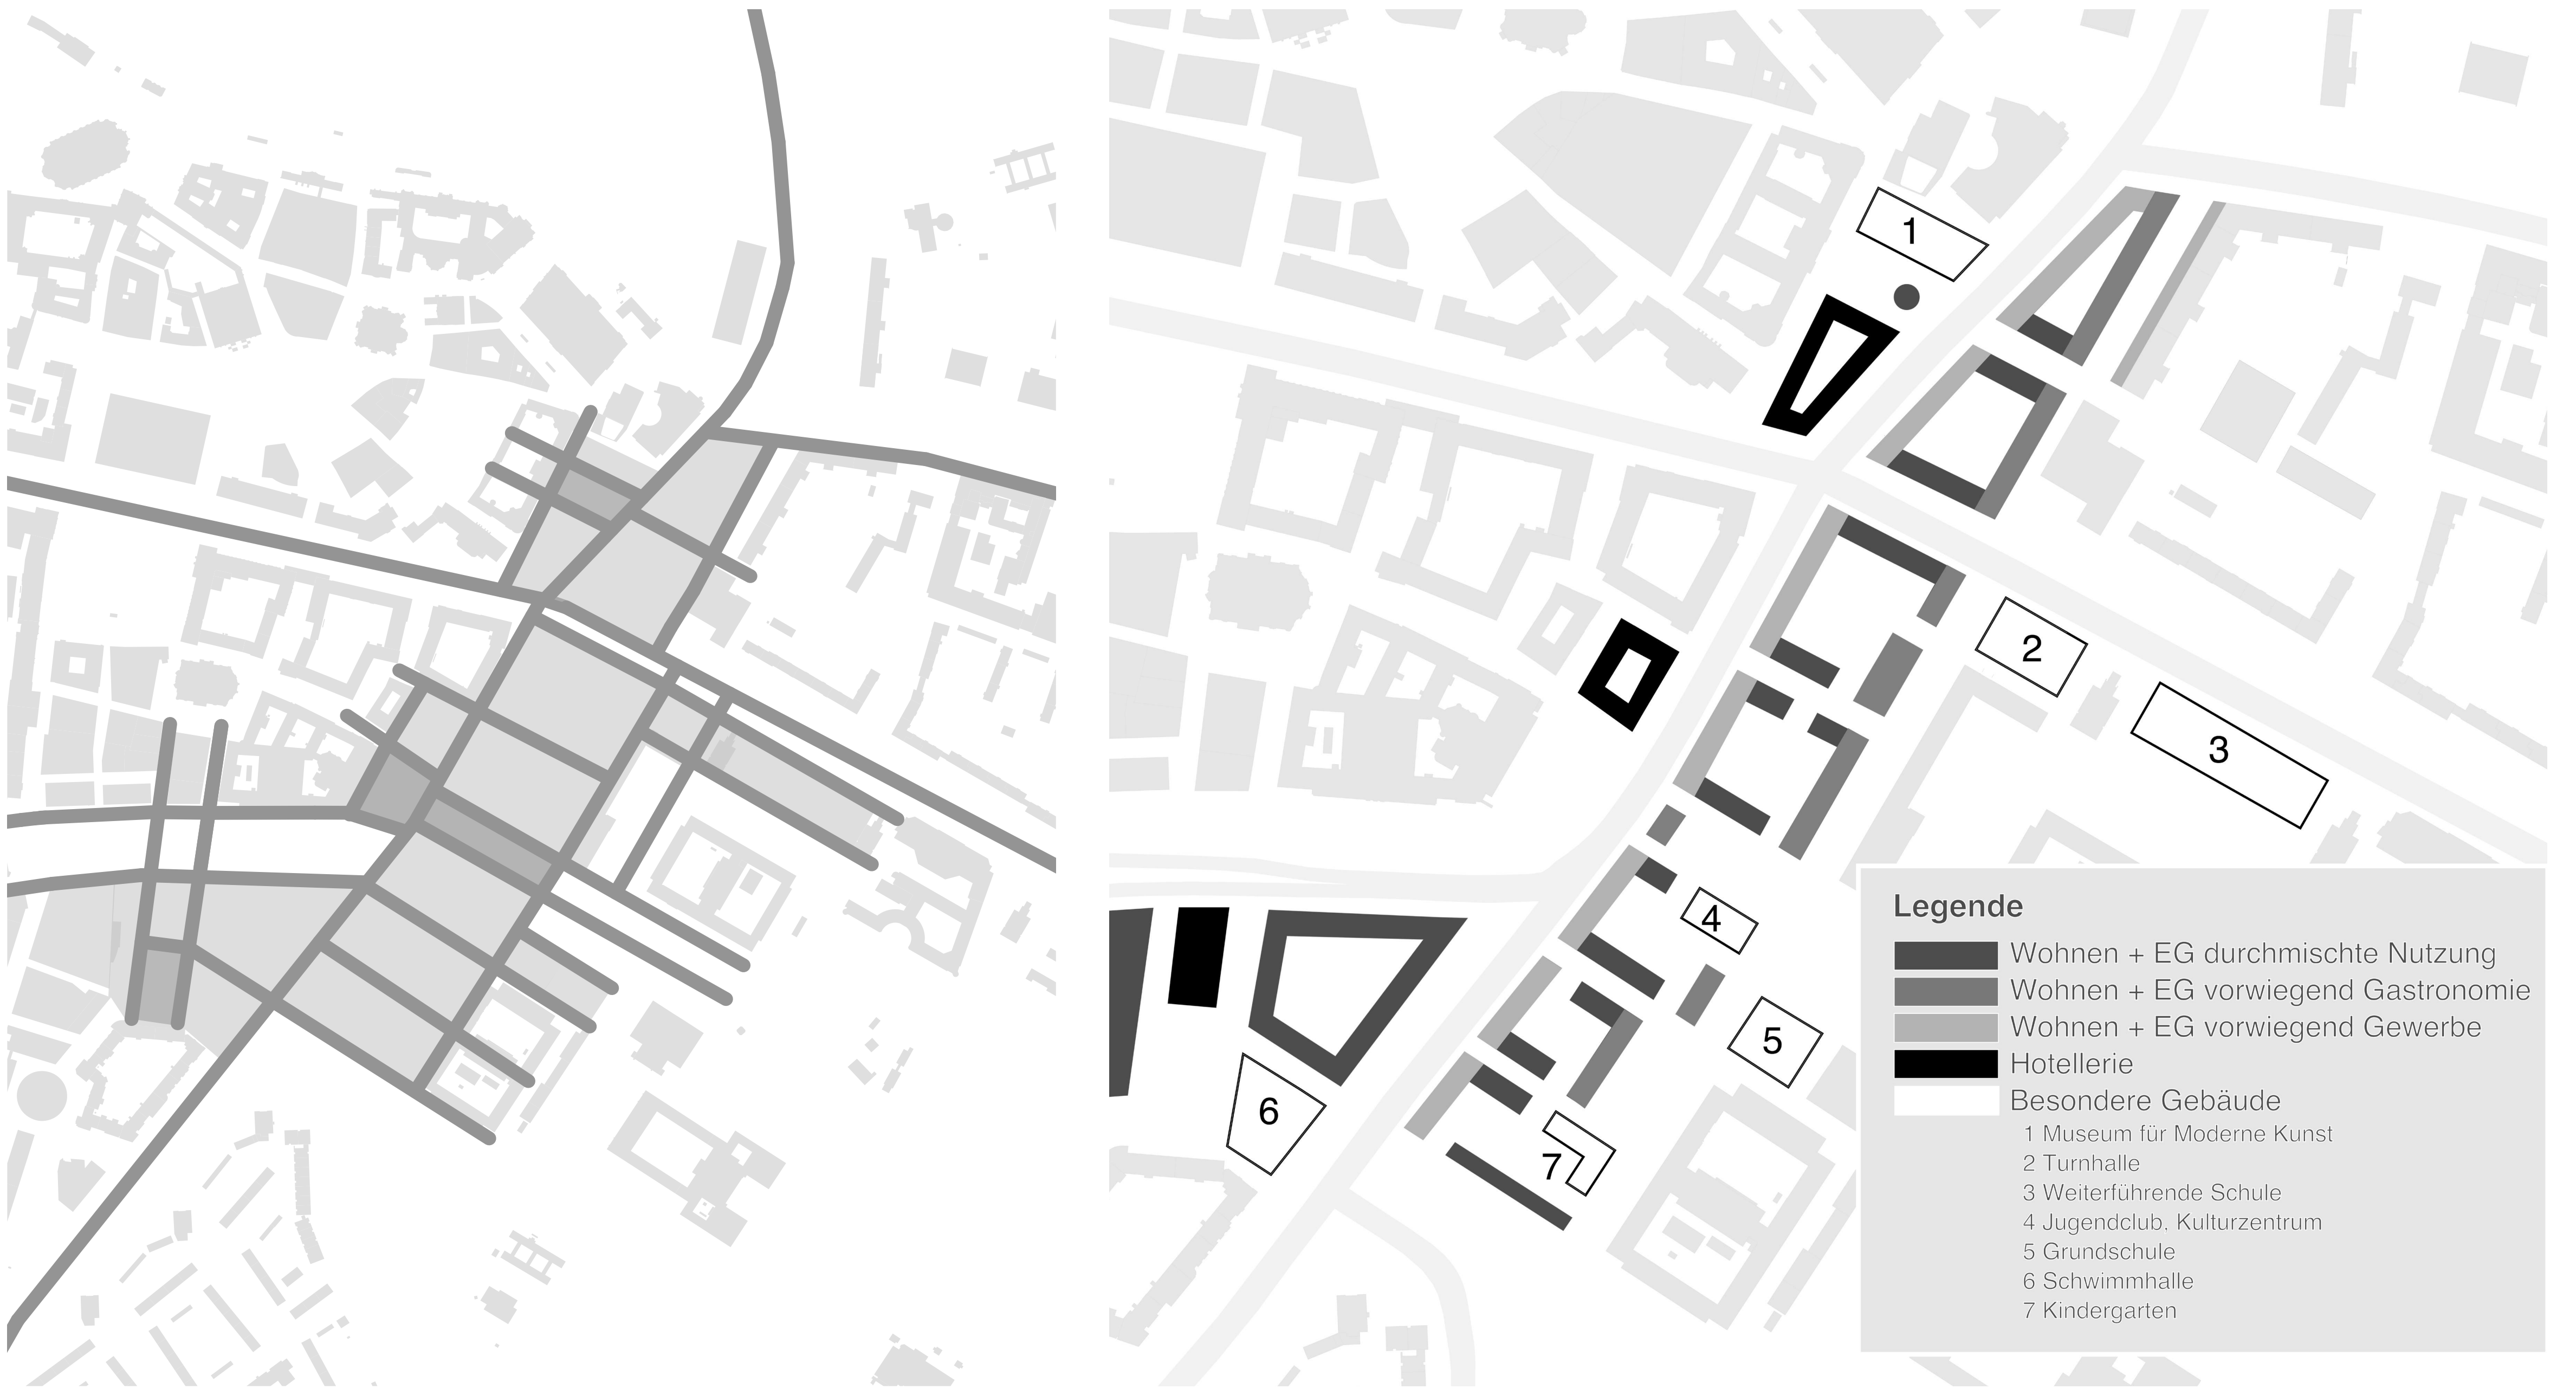 1
2
3
4
5
6
7
Legende
Wohnen + EG durchmischte Nutzung
Wohnen + EG vorwiegend Gastronomie
Wohnen + EG vorwiegend Gewerbe
Hotellerie
Besondere Gebäude
1 Museum für Moderne Kunst
2 Turnhalle
3 Weiterführende Schule
4 Jugendclub, Kulturzentrum
5 Grundschule
6 Schwimmhalle
7 Kindergarten